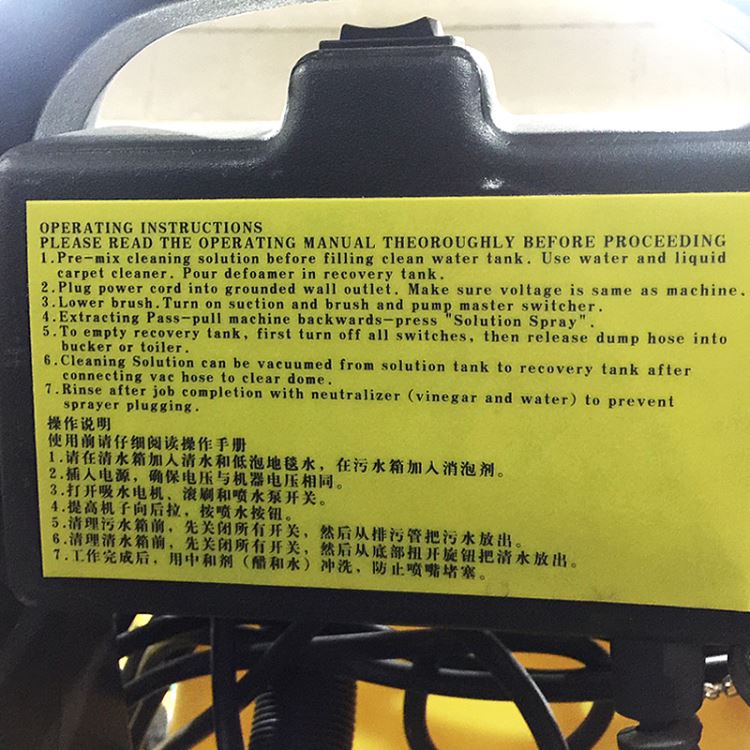 OPERATING INSTRUCTIONS
PLEASE READ THE OPERATING MANUAL THEOROUGHLY BEFORE PROCEEDING
1.Pre-mix cleaning solution before filling clean water tank. Use water and liquid
carpet cleaner. Pour defoamer in recovery tank.
2.Plug power cord into grounded wall outlet. Make sure voltage is same as machine.
3.Lower brush.Turn on suction and brush and pump master switcher.
4.Extracting Pass-pull machine backwards-press "Solution Spray".
5.To empty recovery tank, first turn off all switches, then release dump hose into
bucker or toiler.
6.Cleaning Solution can be vacuumed from solution tank to recovery tank after
connecting vac hose to clear dome.
7.Rinse after job completion with neutralizer (vinegar and water) to prevent
sprayer plugging.
操作说明
使用前请仔细阅读操作手册
1.请在清水箱加入清水和低泡地毯水，在污水箱加入消泡剂。
2.插入电源，确保电压与机器电压相同。
3.打开吸水电机、滚刷和喷水泵开关。
4.提高机子向后拉，按喷水按钮。
5.清理污水箱前，先关闭所有开关，然后从排污管把污水放出。
6.清理清水箱前，先关闭所有开关，然后从底部扭开旋钮把清水放出。
7.工作完成后，用中和剂（醋和水）冲洗，防止喷嘴堵塞。